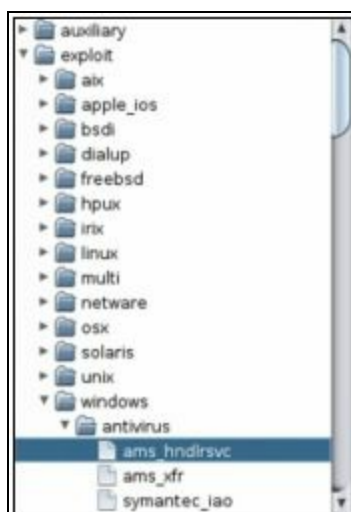 auxiliary
exploit
aix
apple_ios
bsdi
dialup
freebsd
hpux
irix
linux
multi
netware
osx
solaris
unix
windows
antivirus
ams_hndlrsvc
ams_xfr
symantec_iao